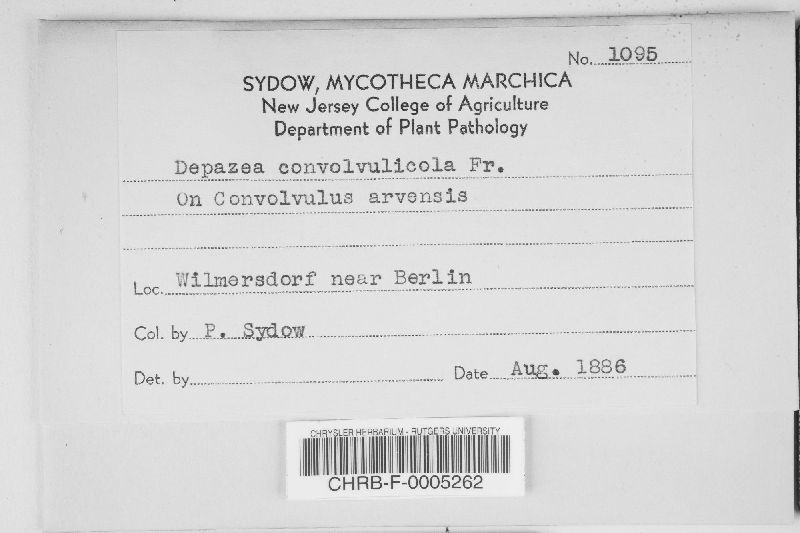 No. 1095
SYDOW, MYCOTHECA MARCHICA
New Jersey College of Agriculture
Department of Plant Pathology
Depazea convolvulicola Fr.
On Convolvulus arvensis
Loc. Wilmersdorf near Berlin
Col. by P. Sydow
Det. by
Date Aug. 1886
CHRYSLER HERBARIUM - RUTGERS UNIVERSITY
CHRB-F-0005262